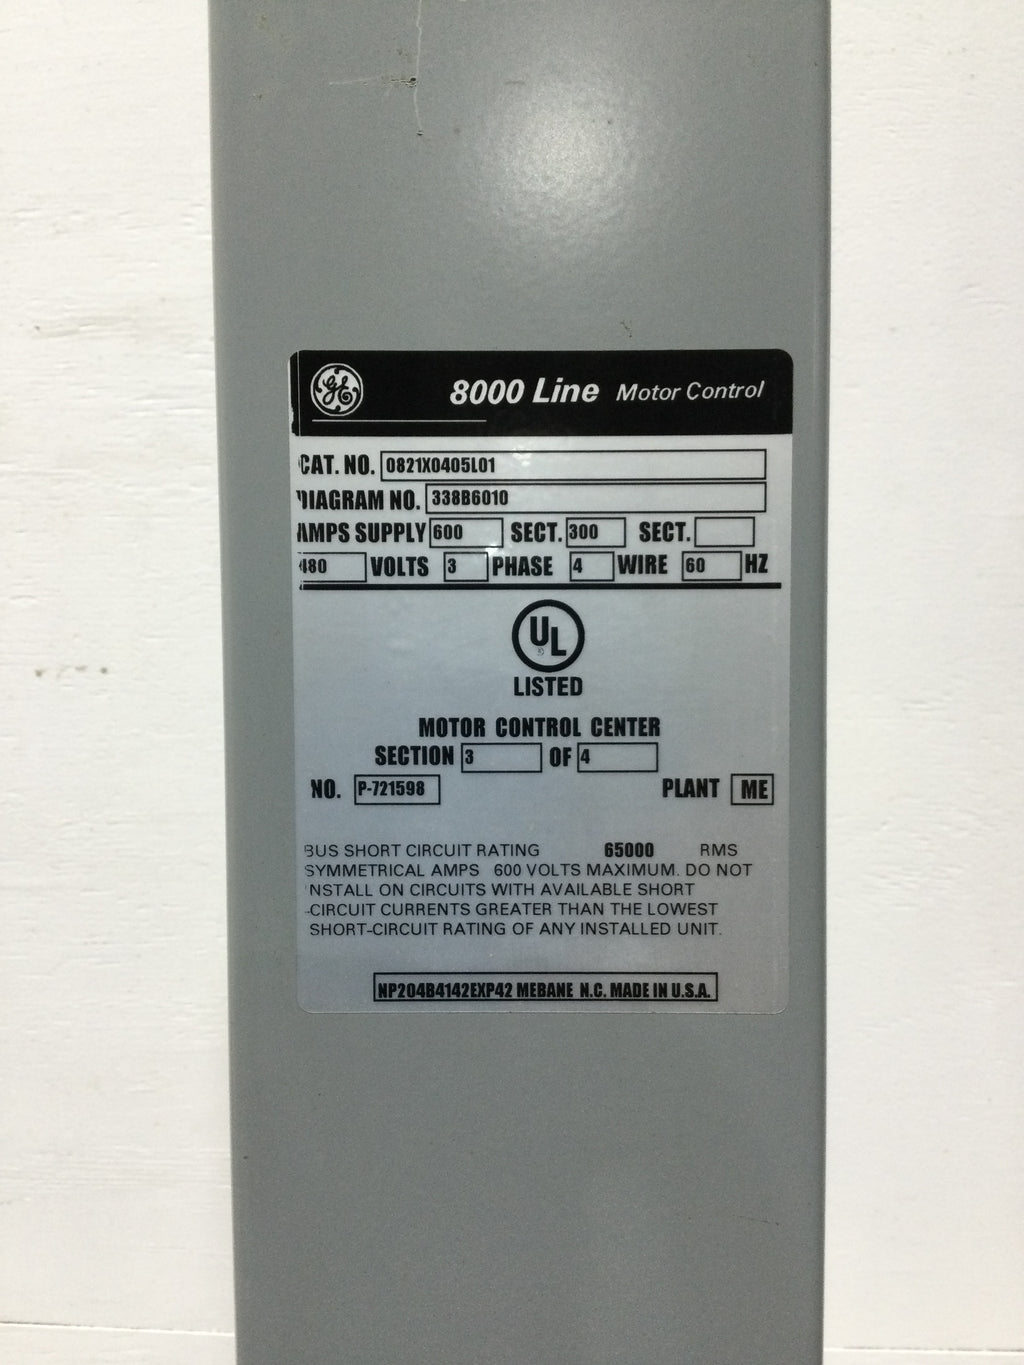 GE
8000 Line Motor Control
CAT. NO. 0821X0405L01
DIAGRAM NO. 338B6010
AMPS SUPPLY 600 SECT. 300 SECT.
480 VOLTS 3 PHASE 4 WIRE 60 HZ
UL
LISTED
MOTOR CONTROL CENTER
SECTION 3 OF 4
NO. P-721598 PLANT ME
BUS SHORT CIRCUIT RATING 65000 RMS
SYMMETRICAL AMPS 600 VOLTS MAXIMUM. DO NOT
INSTALL ON CIRCUITS WITH AVAILABLE SHORT
-CIRCUIT CURRENTS GREATER THAN THE LOWEST
SHORT-CIRCUIT RATING OF ANY INSTALLED UNIT.
NP204B4142EXP42 MEBANE N.C. MADE IN U.S.A.